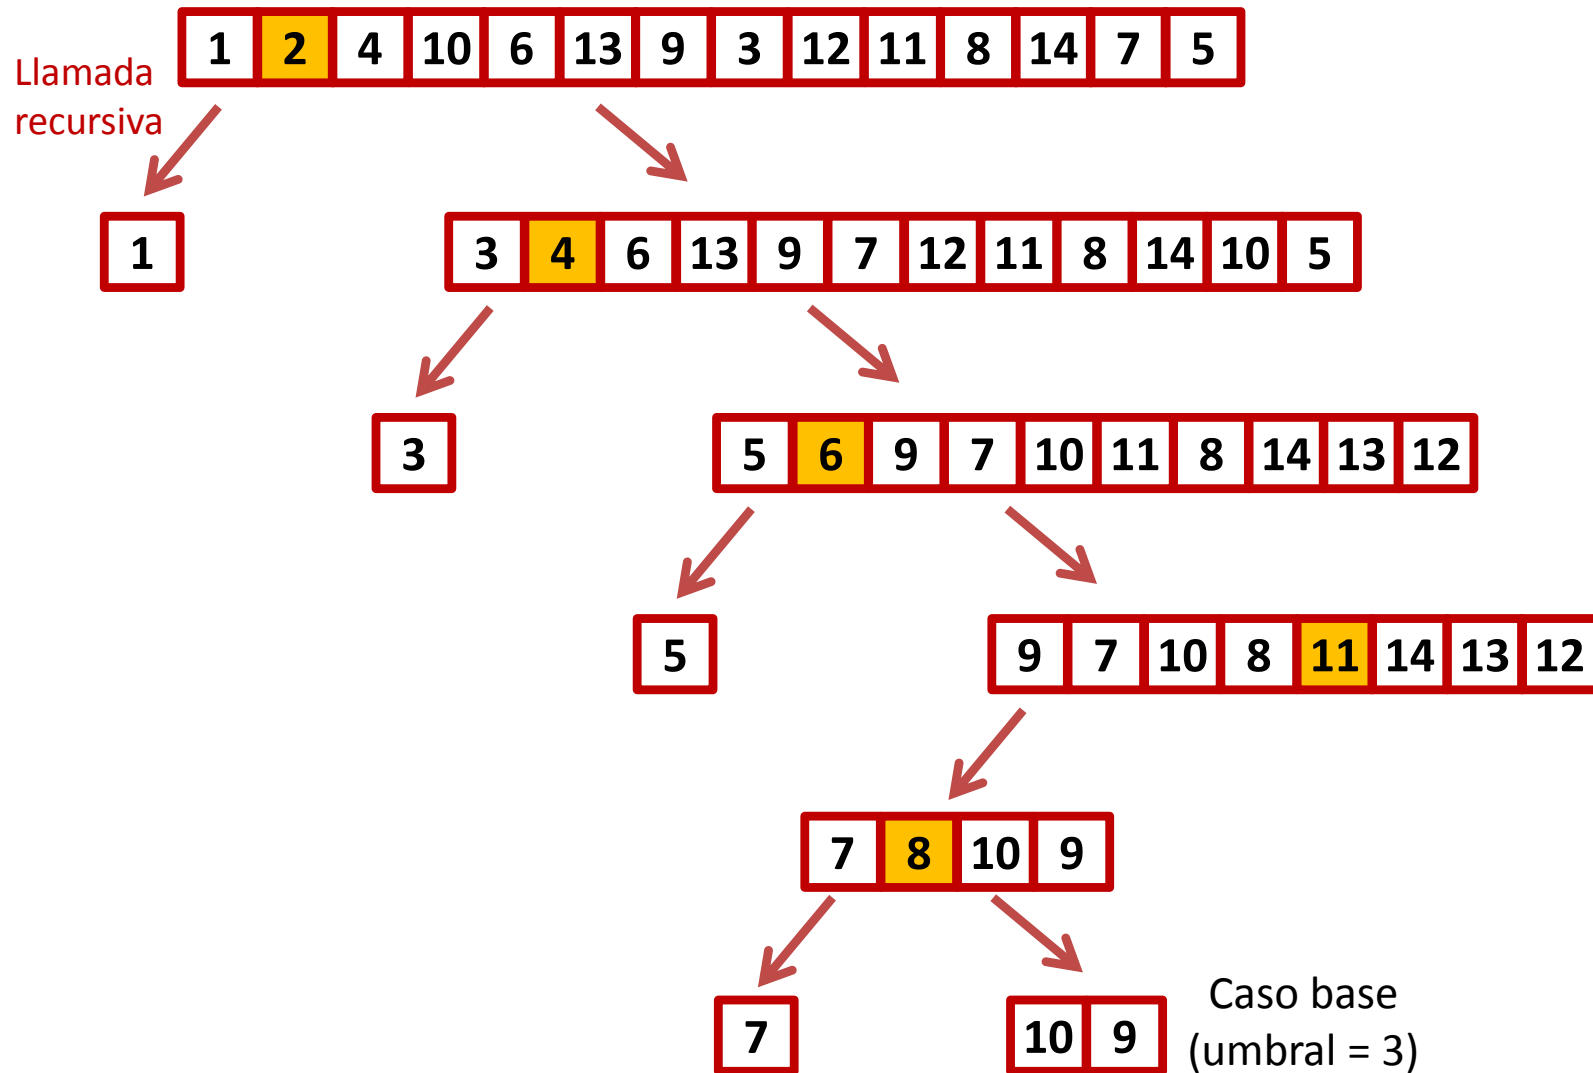 1 2 4 10 6 13 9 3 12 11 8 14 7 5
Llamada
recursiva
1
3 4 6 13 9 7 12 11 8 14 10 5
3
5 6 9 7 10 11 8 14 13 12
5
9 7 10 8 11 14 13 12
7 8 10 9
7
10 9
Caso base
(umbral = 3)